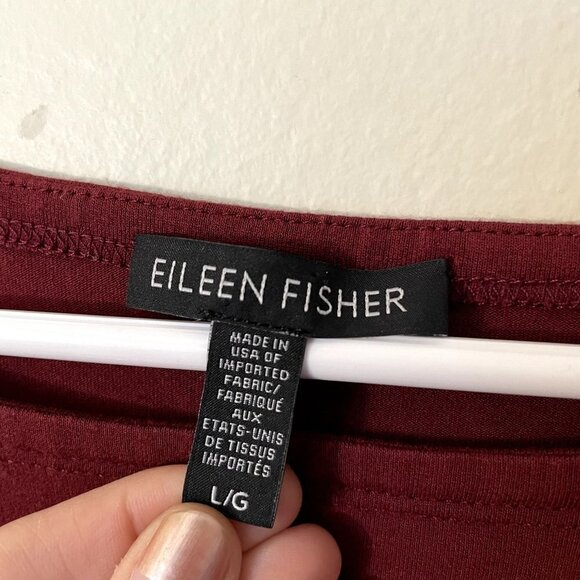 EILEEN FISHER
MADE IN
USA OF
IMPORTED
FABRIC/
FABRIQUÉ
AUX
ETATS-UNIS
DE TISSUS
IMPORTÉS
L/G